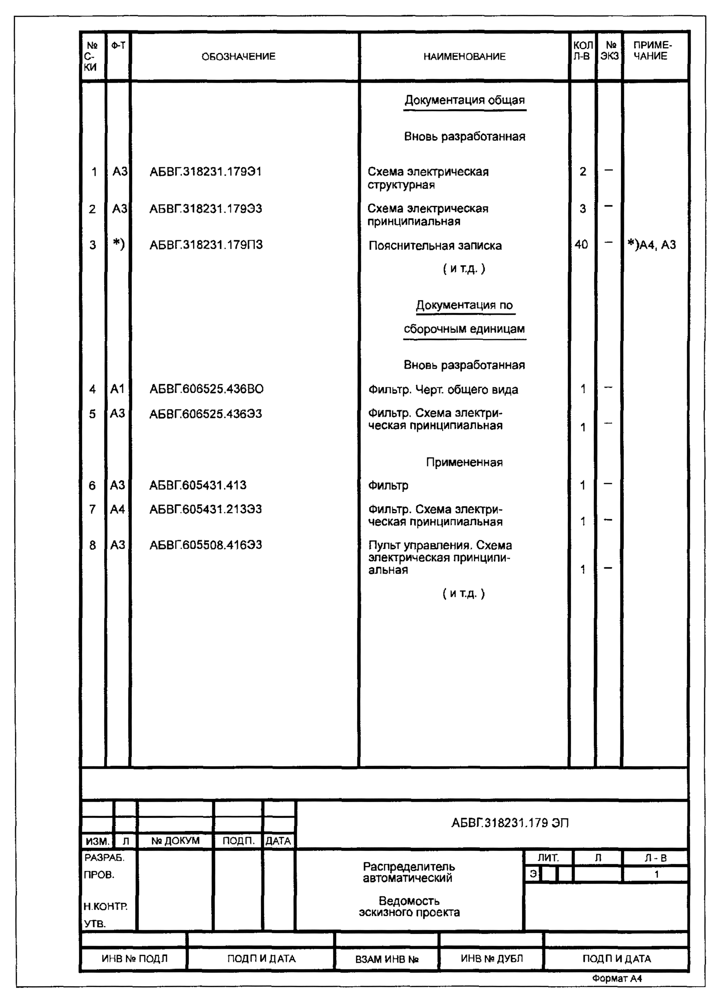 № С-КИ Ф-Т ОБОЗНАЧЕНИЕ НАИМЕНОВАНИЕ КОЛ Л-В № ЭКЗ ПРИМЕ-ЧАНИЕ
Документация общая
Вновь разработанная
1 А3 АБВГ.318231.179Э1 Схема электрическая 2 –
структурная
2 А3 АБВГ.318231.179Э3 Схема электрическая 3 –
принципиальная
3 *) АБВГ.318231.179ПЗ Пояснительная записка 40 – *)А4, А3
( и т.д. )
Документация по
сборочным единицам
Вновь разработанная
4 А1 АБВГ.606525.436ВО Фильтр. Черт. общего вида 1 –
5 А3 АБВГ.606525.436Э3 Фильтр. Схема электри-
ческая принципиальная 1 –
Примененная
6 А3 АБВГ.605431.413 Фильтр 1 –
7 А4 АБВГ.605431.213Э3 Фильтр. Схема электри-
ческая принципиальная 1 –
8 А3 АБВГ.605508.416Э3 Пульт управления. Схема
электрическая принципи-
альная 1 –
( и т.д. )
АБВГ.318231.179 ЭП
ИЗМ. Л № ДОКУМ ПОДП. ДАТА
РАЗРАБ.
ПРОВ.
Н.КОНТР.
УТВ.
Распределитель
автоматический
Ведомость
эскизного проекта
ЛИТ. Л Л - В
Э 1
ИНВ № ПОДЛ ПОДП И ДАТА ВЗАМ ИНВ № ИНВ № ДУБЛ ПОДП И ДАТА
Формат А4